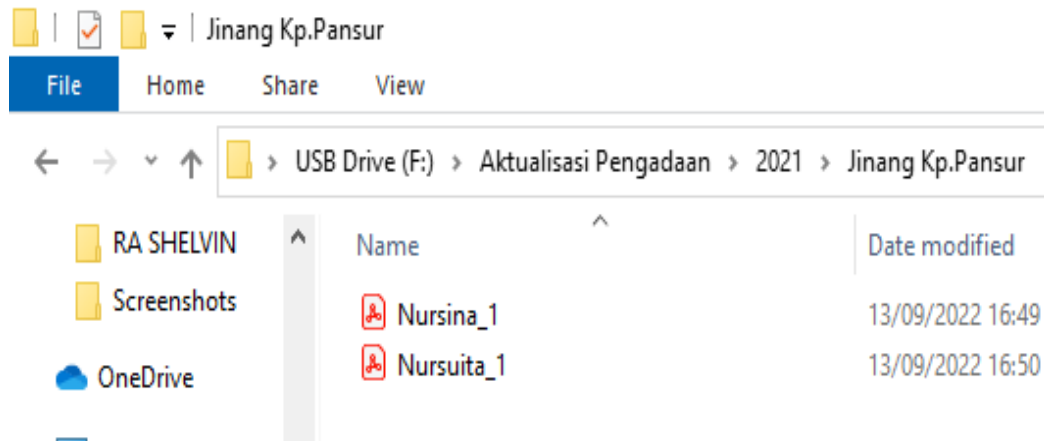 Jinang Kp.Pansur
File Home Share View
USB Drive (F:) > Aktualisasi Pengadaan > 2021 > Jinang Kp.Pansur
RA SHELVIN
Screenshots
OneDrive
Name Date modified
Nursina_1 13/09/2022 16:49
Nursuita_1 13/09/2022 16:50